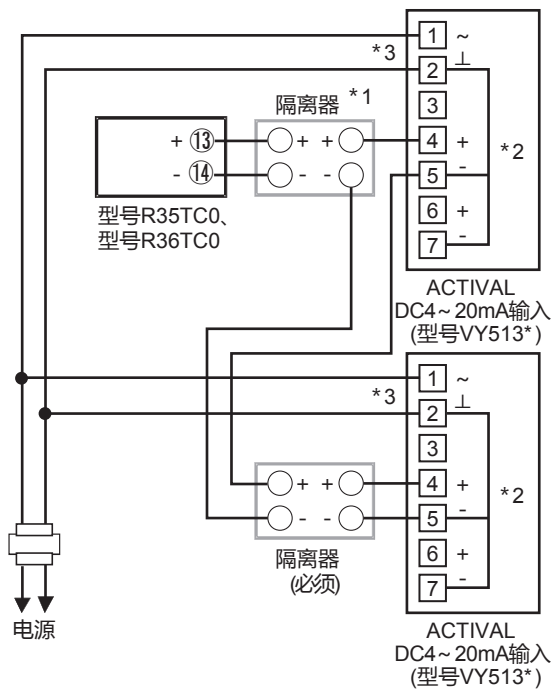 1 ~
*3 ⊥
2
隔离器 *1
3
+ ⑬ + + 4 +
*2
- ⑭ - - 5 -
6 +
型号R35TC0、
型号R36TC0
7 -
ACTIVAL
DC4~20mA输入
(型号VY513*)
1 ~
*3 ⊥
2
3
+ + 4 +
*2
- - 5 -
隔离器
(必须)
6 +
7 -
电源
ACTIVAL
DC4~20mA输入
(型号VY513*)